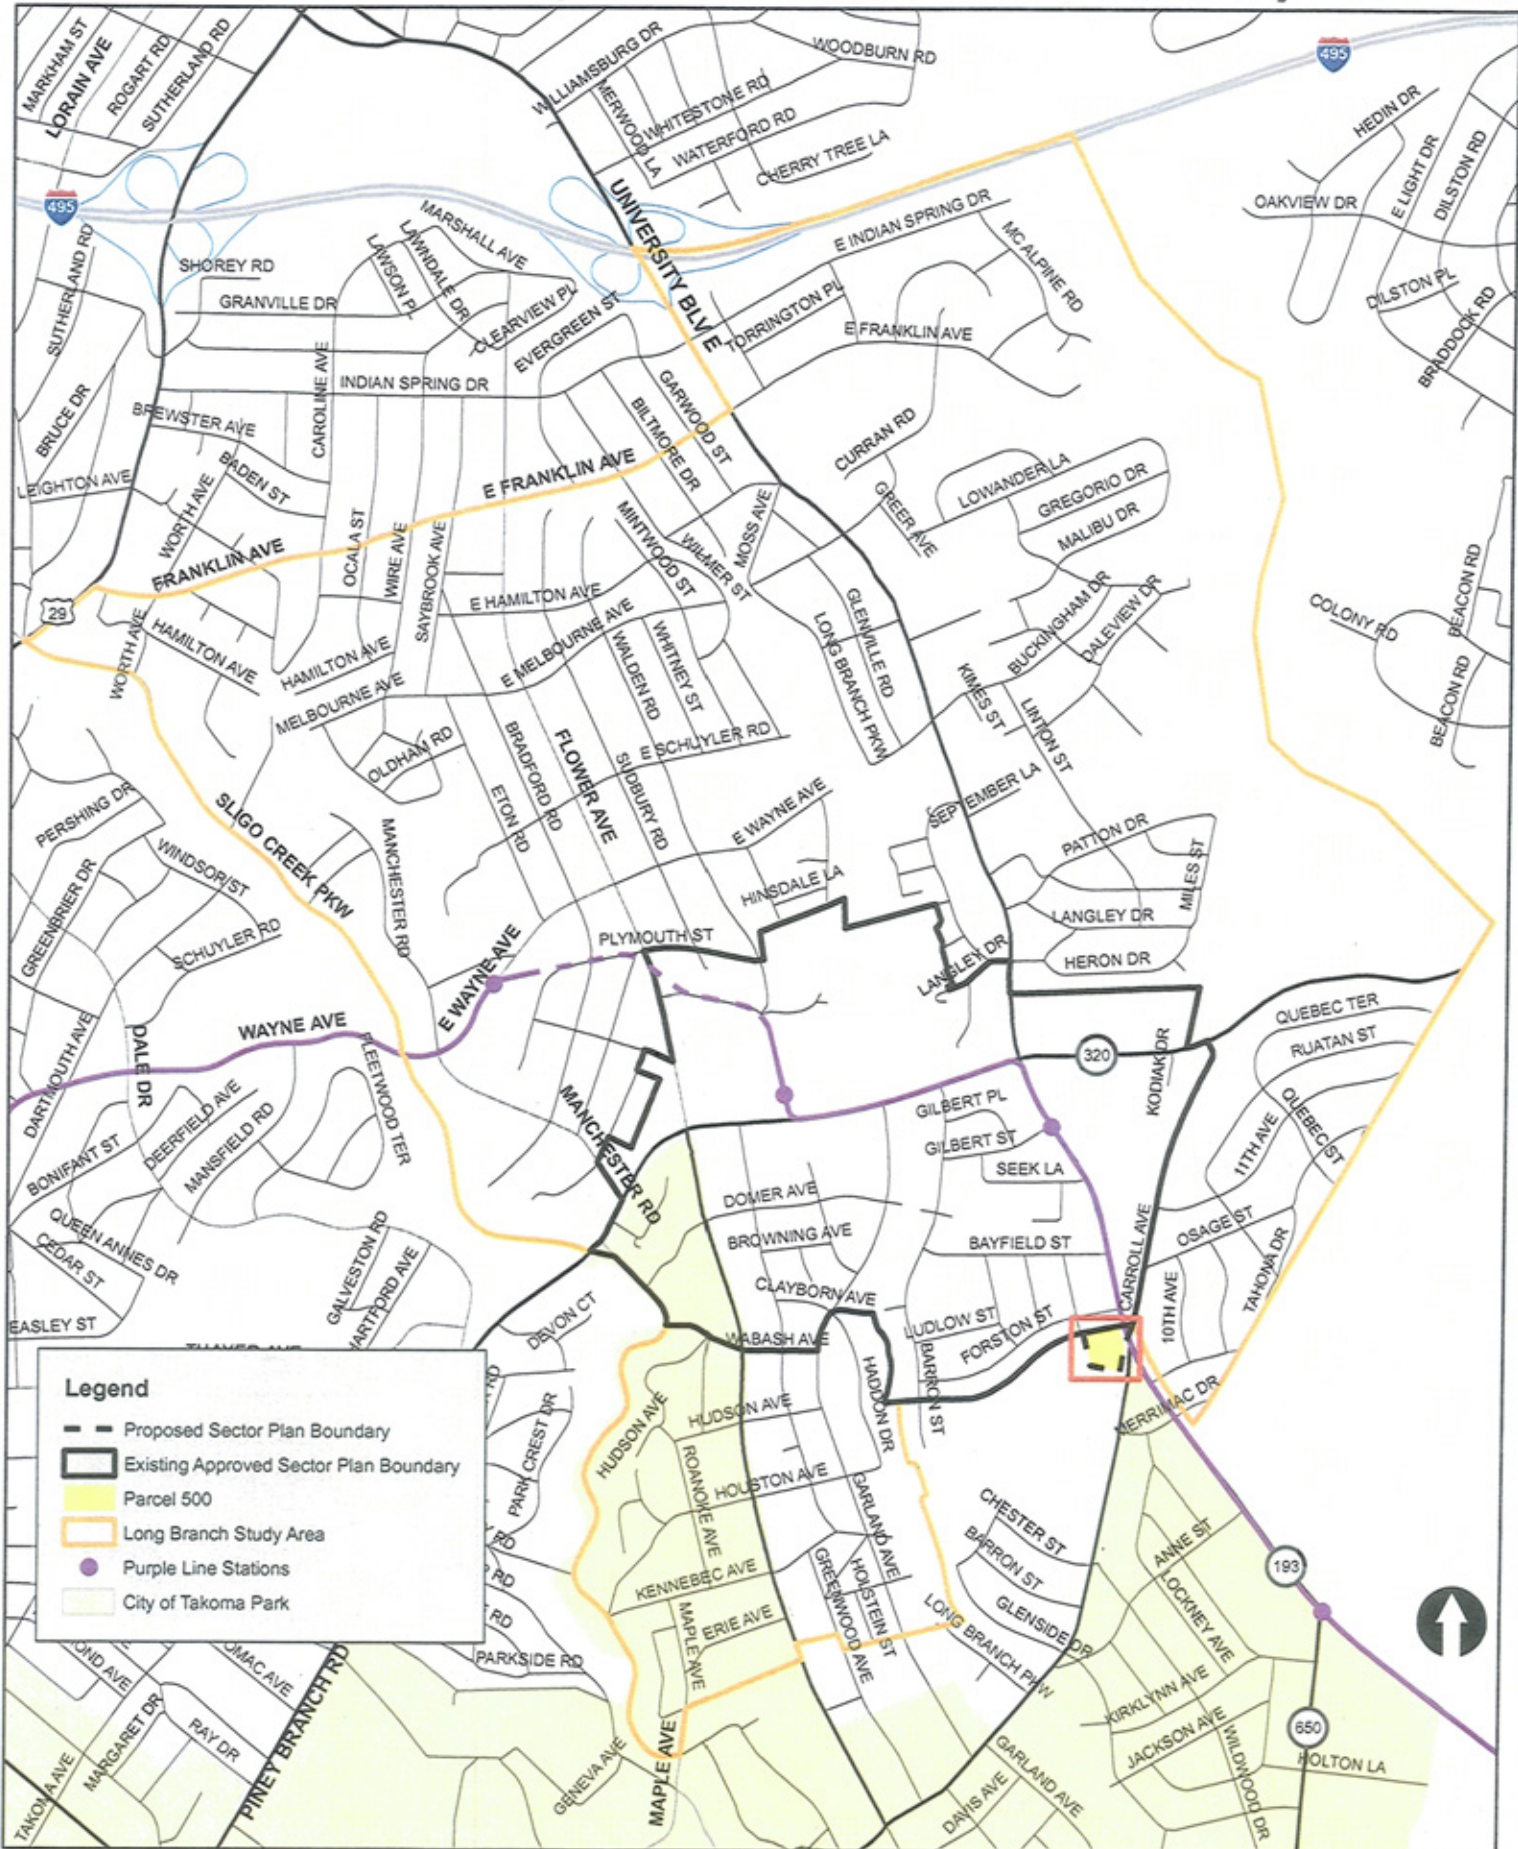 MARKHAM ST
LORAIN AVE
ROGART RD
SUTHERLAND RD
WILLIAMSBURG DR
WOODBURN RD
495
MERWOOD LA
WHITESTONE RD
WATERFORD RD
CHERRY TREE LA
HEDIN DR
E LIGHT DR
DILSTON RD
OAKVIEW DR
495
UNIVERSITY BLV E
MARSHALL AVE
LAWNDALE DR
LAWSON PL
E INDIAN SPRING DR
MC ALPINE RD
SUTHERLAND RD
SHOREY RD
GRANVILLE DR
CLEARVIEW PL
EVERGREEN ST
TORRINGTON PL
E FRANKLIN AVE
DILSTON PL
BRADDOCK RD
CAROLINE AVE
INDIAN SPRING DR
GARWOOD ST
BILTMORE DR
BRUCE DR
BREWSTER AVE
BADEN ST
LEIGHTON AVE
WORTH AVE
E FRANKLIN AVE
CURRAN RD
GREER AVE
LOWANDER LA
GREGORIO DR
MALIBU DR
OCALA ST
WIRE AVE
SAYBROOK AVE
MINTWOOD ST
WILMER ST
MOSS AVE
FRANKLIN AVE
29
E HAMILTON AVE
GLENVILLE RD
LONG BRANCH PKW
BUCKINGHAM DR
DALEVIEW DR
COLONY RD
BEACON RD
BEACON RD
WORTH AVE
HAMILTON AVE
HAMILTON AVE
E MELBOURNE AVE
WALDEN RD
WHITNEY ST
MELBOURNE AVE
KIMES ST
LINTON ST
OLDHAM RD
BRADFORD RD
ETON RD
FLOWER AVE
SUDBURY RD
E SCHUYLER RD
PERSHING DR
SLIGO CREEK PKW
MANCHESTER RD
E WAYNE AVE
SEPTEMBER LA
PATTON DR
MILES ST
GREENBRIER DR
WINDSOR ST
SCHUYLER RD
HINSDALE LA
LANGLEY DR
LANGLEY DR
HERON DR
PLYMOUTH ST
E WAYNE AVE
WAYNE AVE
DARTMOUTH AVE
DALE DR
FLEETWOOD TER
320
KODIAK DR
QUEBEC TER
RUATAN ST
QUEBEC ST
11TH AVE
MANCHESTER RD
GILBERT PL
GILBERT ST
SEEK LA
BONIFANT ST
DEERFIELD AVE
MANSFIELD RD
QUEEN ANNES DR
CEDAR ST
EASLEY ST
GALVESTON RD
HARTFORD AVE
DOMER AVE
BROWNING AVE
BAYFIELD ST
CARROLL AVE
OSAGE ST
10TH AVE
TAHONA DR
CLAYBORN AVE
DEVON CT
WABASH AVE
LUDLOW ST
FORSTON ST
HADDON DR
BARRON ST
MERRIMAC DR
THAYER AVE
HUDSON AVE
HUDSON AVE
ROANOKE AVE
HOUSTON AVE
GARLAND AVE
PARK CREST DR
CHESTER ST
BARRON ST
GLENSIDE DR
LONG BRANCH PKW
ANNE ST
LOCKNEY AVE
193
KENNEBEC AVE
MAPLE AVE
ERIE AVE
GREENWOOD AVE
HOLSTEIN ST
PARKSIDE RD
KIRKLYNN AVE
JACKSON AVE
WILDWOOD DR
650
HOLTON LA
TAKOMA AVE
MARGARET DR
RAY DR
PINEY BRANCH RD
GENEVA AVE
MAPLE AVE
GARLAND AVE
DAVIS AVE
Legend
Proposed Sector Plan Boundary
Existing Approved Sector Plan Boundary
Parcel 500
Long Branch Study Area
Purple Line Stations
City of Takoma Park